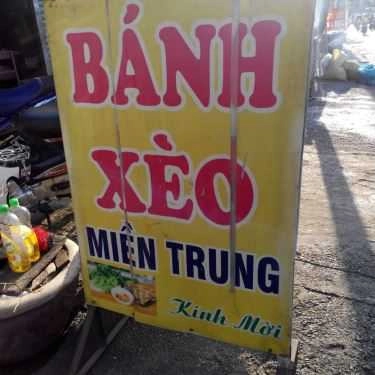 BÁNH
XÈO
MIỀN TRUNG
Kính Mời